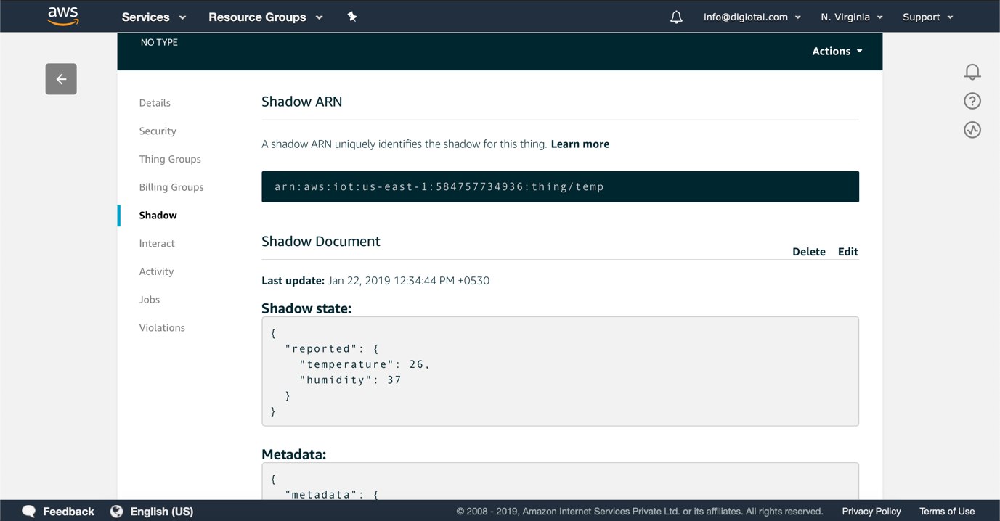 aws Services Resource Groups info@digiotai.com N. Virginia Support
NO TYPE
Actions
Details
Security
Thing Groups
Billing Groups
Shadow
Interact
Activity
Jobs
Violations
Shadow ARN
A shadow ARN uniquely identifies the shadow for this thing. Learn more
arn:aws:iot:us-east-1:584757734936:thing/temp
Shadow Document
Delete Edit
Last update: Jan 22, 2019 12:34:44 PM +0530
Shadow state:
{
"reported": {
"temperature": 26,
"humidity": 37
}
}
Metadata:
{
"metadata": {
Feedback English (US) © 2008 - 2019, Amazon Internet Services Private Ltd. or its affiliates. All rights reserved. Privacy Policy Terms of Use